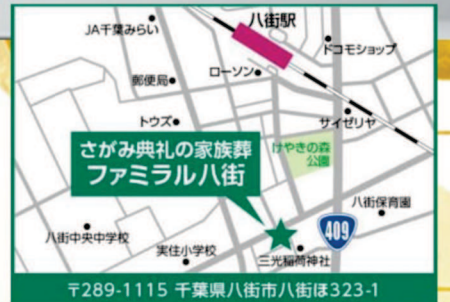 八街駅
JA千葉みらい
ドコモショップ
ローソン
郵便局
トウズ
サイゼリヤ
さがみ典礼の家族葬
ファミラル八街
けやきの森
公園
八街保育園
409
八街中央中学校
実住小学校
三光稲荷神社
〒289-1115 千葉県八街市八街ほ323-1